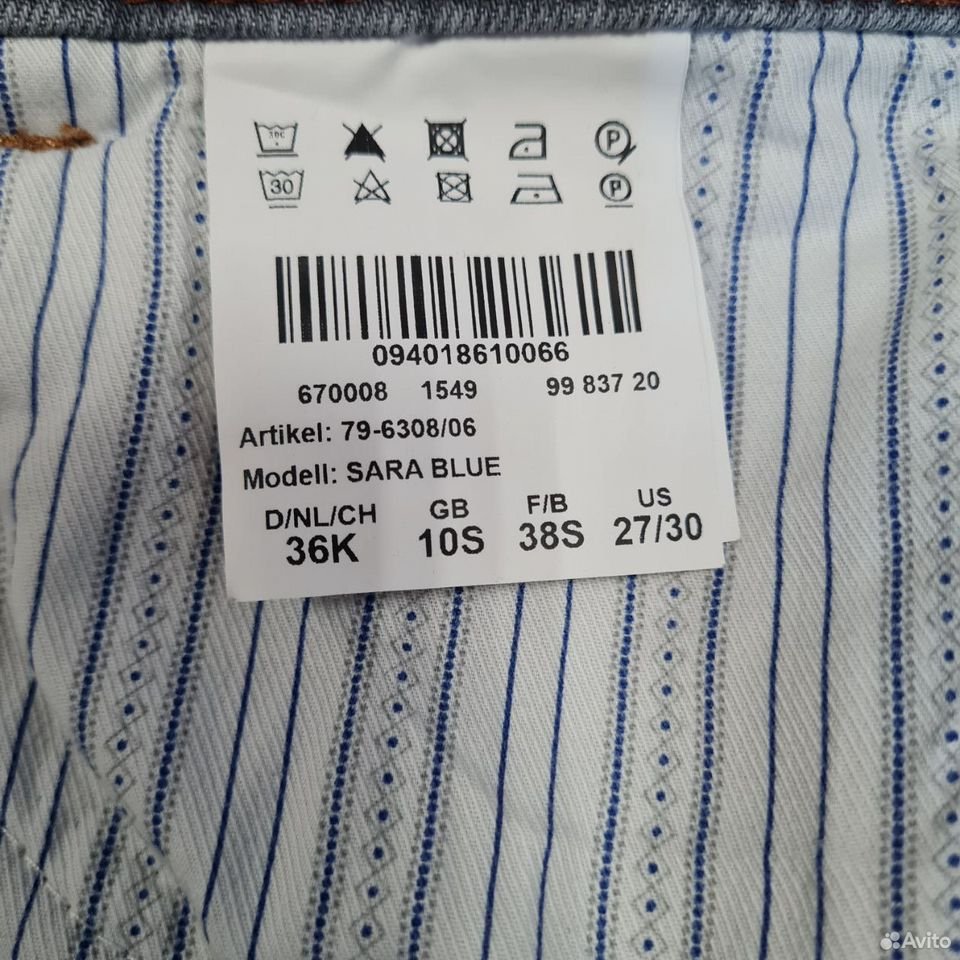 30C P
30 P
094018610066
670008 1549 99 837 20
Artikel: 79-6308/06
Modell: SARA BLUE
D/NL/CH GB F/B US
36K 10S 38S 27/30
Avito